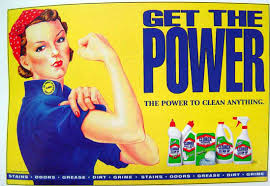 GET THE
POWER
THE POWER TO CLEAN ANYTHING.
STAINS · ODORS · GREASE · DIRT · GRIME · STAINS · ODORS · GREASE · DIRT · GRIME